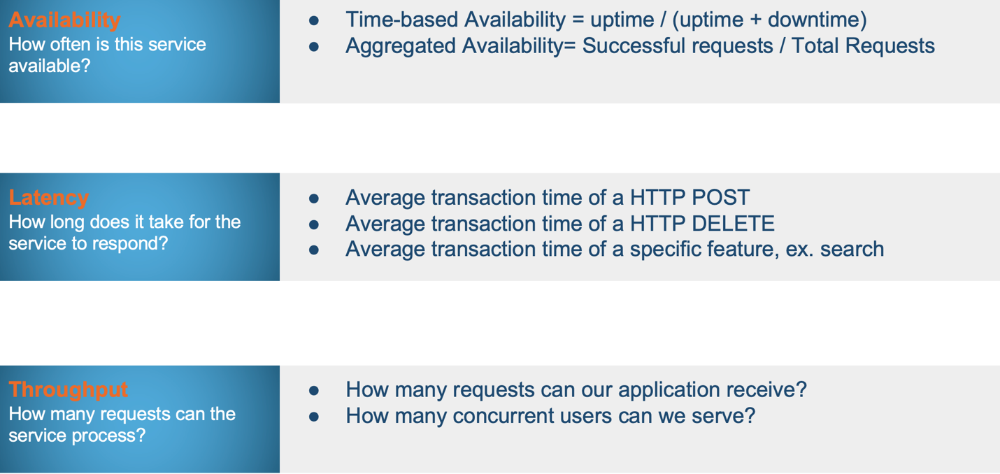 Availability
How often is this service
available?
● Time-based Availability = uptime / (uptime + downtime)
● Aggregated Availability= Successful requests / Total Requests
Latency
How long does it take for the
service to respond?
● Average transaction time of a HTTP POST
● Average transaction time of a HTTP DELETE
● Average transaction time of a specific feature, ex. search
Throughput
How many requests can the
service process?
● How many requests can our application receive?
● How many concurrent users can we serve?